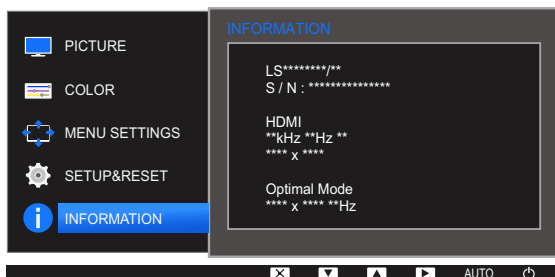 PICTURE
COLOR
MENU SETTINGS
SETUP&RESET
INFORMATION
INFORMATION
LS********/**
S / N : ***************
HDMI
**kHz **Hz **
**** x ****
Optimal Mode
**** x **** **Hz
AUTO